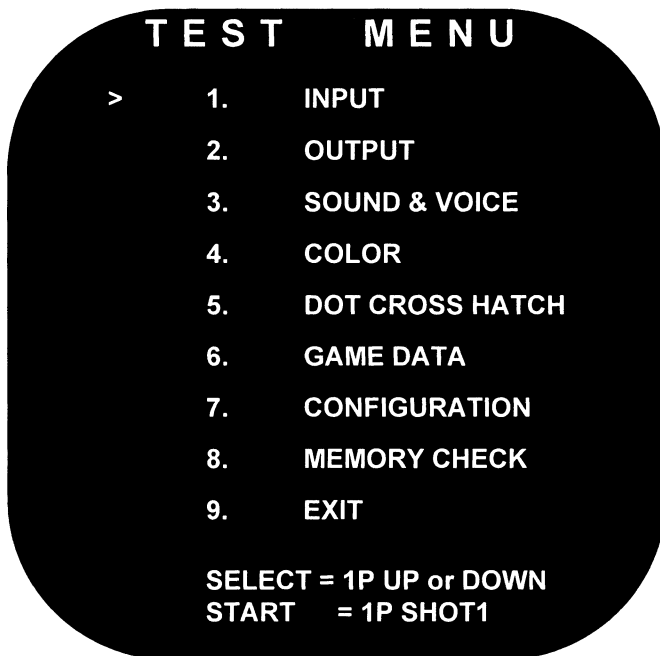 TEST MENU
> 1. INPUT
2. OUTPUT
3. SOUND & VOICE
4. COLOR
5. DOT CROSS HATCH
6. GAME DATA
7. CONFIGURATION
8. MEMORY CHECK
9. EXIT
SELECT = 1P UP or DOWN
START = 1P SHOT1